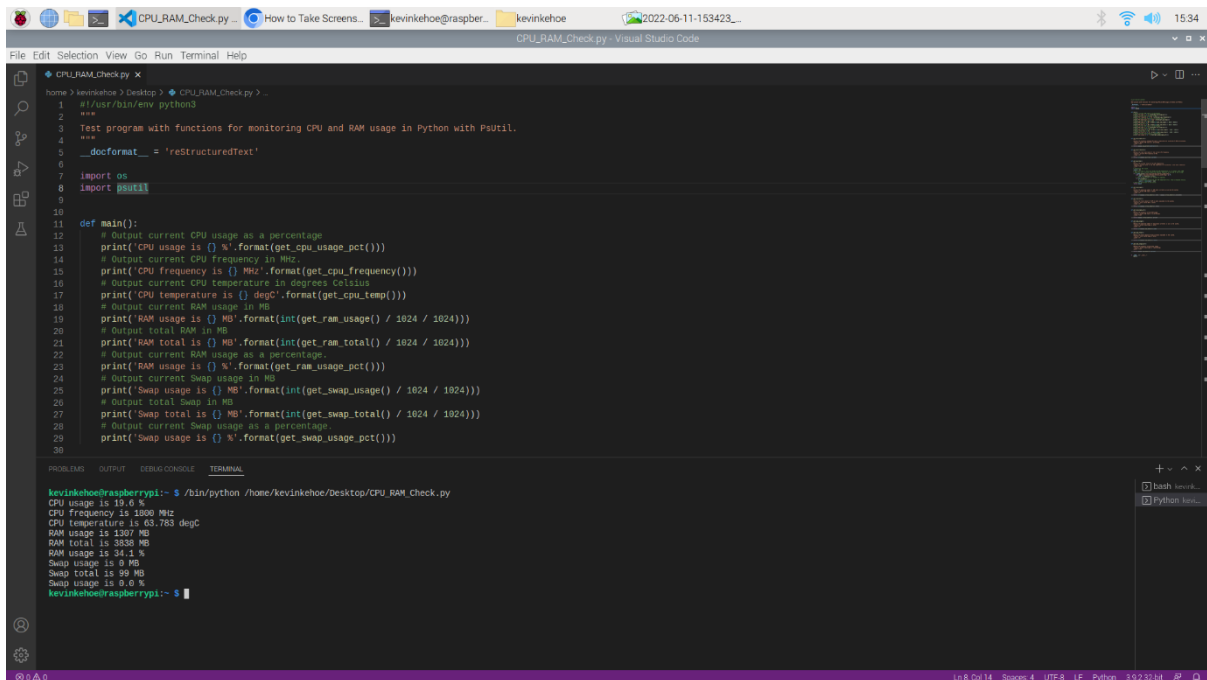 CPU_RAM_Check.py ...
How to Take Screens...
kevinkehoe@raspber...
kevinkehoe
2022-06-11-153423_...
15:34
CPU_RAM_Check.py - Visual Studio Code
File Edit Selection View Go Run Terminal Help
CPU_RAM_Check.py
home > kevinkehoe > Desktop > CPU_RAM_Check.py > ...
1 #!/usr/bin/env python3
2 """
3 Test program with functions for monitoring CPU and RAM usage in Python with PsUtil.
4 """
5 __docformat__ = 'reStructuredText'
6
7 import os
8 import psutil
9
10
11 def main():
12 # Output current CPU usage as a percentage
13 print('CPU usage is {} %'.format(get_cpu_usage_pct()))
14 # Output current CPU frequency in MHz.
15 print('CPU frequency is {} MHz'.format(get_cpu_frequency()))
16 # Output current CPU temperature in degrees Celsius
17 print('CPU temperature is {} degC'.format(get_cpu_temp()))
18 # Output current RAM usage in MB
19 print('RAM usage is {} MB'.format(int(get_ram_usage() / 1024 / 1024)))
20 # Output total RAM in MB
21 print('RAM total is {} MB'.format(int(get_ram_total() / 1024 / 1024)))
22 # Output current RAM usage as a percentage.
23 print('RAM usage is {} %'.format(get_ram_usage_pct()))
24 # Output current Swap usage in MB
25 print('Swap usage is {} MB'.format(int(get_swap_usage() / 1024 / 1024)))
26 # Output total Swap in MB
27 print('Swap total is {} MB'.format(int(get_swap_total() / 1024 / 1024)))
28 # Output current Swap usage as a percentage.
29 print('Swap usage is {} %'.format(get_swap_usage_pct()))
30
PROBLEMS OUTPUT DEBUG CONSOLE TERMINAL
kevinkehoe@raspberrypi:~ $ /bin/python /home/kevinkehoe/Desktop/CPU_RAM_Check.py
CPU usage is 19.6 %
CPU frequency is 1800 MHz
CPU temperature is 63.783 degC
RAM usage is 1307 MB
RAM total is 3838 MB
RAM usage is 34.1 %
Swap usage is 0 MB
Swap total is 99 MB
Swap usage is 0.0 %
kevinkehoe@raspberrypi:~ $
bash kevink...
Python kevi...
0 0
Ln 8, Col 14 Spaces: 4 UTF-8 LF Python 3.9.2 32-bit